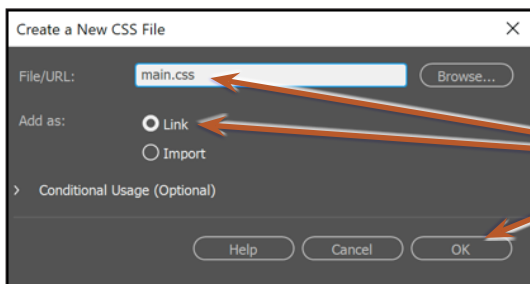 Create a New CSS File
File/URL: main.css Browse...
Add as: Link
Import
Conditional Usage (Optional)
Help Cancel OK